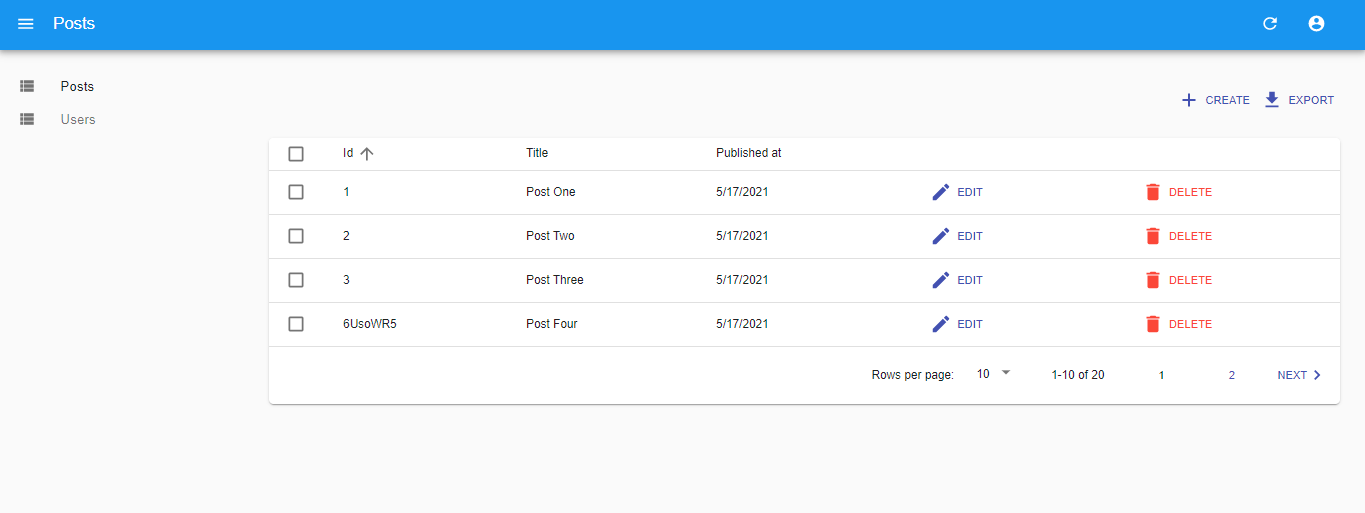 Posts
Posts
Users
CREATE EXPORT
Id Title Published at
1 Post One 5/17/2021 EDIT DELETE
2 Post Two 5/17/2021 EDIT DELETE
3 Post Three 5/17/2021 EDIT DELETE
6UsoWR5 Post Four 5/17/2021 EDIT DELETE
Rows per page: 10 1-10 of 20 1 2 NEXT